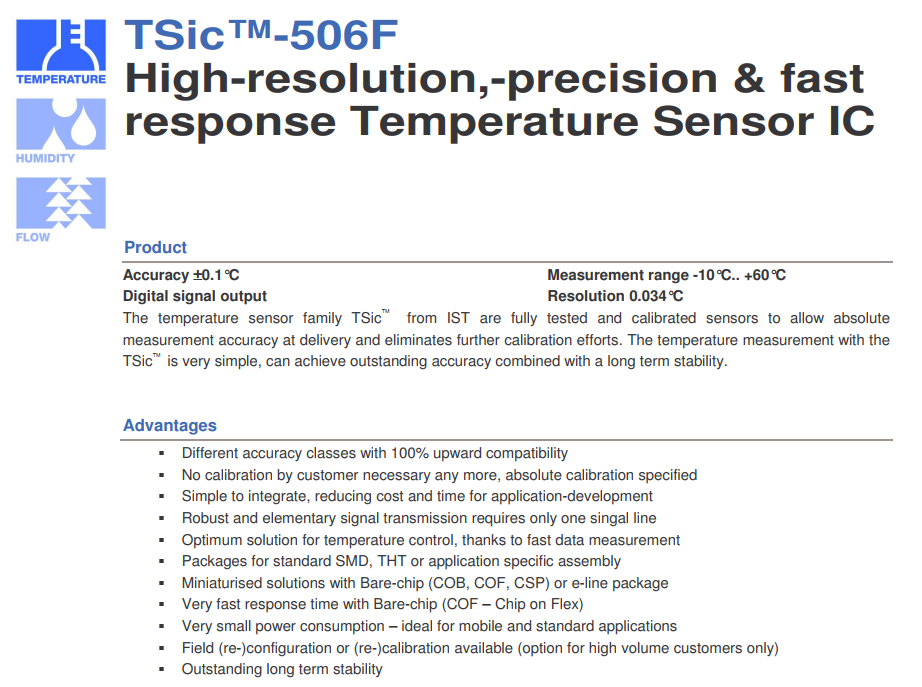 TSic™-506F
High-resolution,-precision & fast
response Temperature Sensor IC
TEMPERATURE
HUMIDITY
FLOW
Product
Accuracy ±0.1°C Measurement range -10°C.. +60°C
Digital signal output Resolution 0.034°C
The temperature sensor family TSic™ from IST are fully tested and calibrated sensors to allow absolute
measurement accuracy at delivery and eliminates further calibration efforts. The temperature measurement with the
TSic™ is very simple, can achieve outstanding accuracy combined with a long term stability.
Advantages
▪ Different accuracy classes with 100% upward compatibility
▪ No calibration by customer necessary any more, absolute calibration specified
▪ Simple to integrate, reducing cost and time for application-development
▪ Robust and elementary signal transmission requires only one singal line
▪ Optimum solution for temperature control, thanks to fast data measurement
▪ Packages for standard SMD, THT or application specific assembly
▪ Miniaturised solutions with Bare-chip (COB, COF, CSP) or e-line package
▪ Very fast response time with Bare-chip (COF – Chip on Flex)
▪ Very small power consumption – ideal for mobile and standard applications
▪ Field (re-)configuration or (re-)calibration available (option for high volume customers only)
▪ Outstanding long term stability